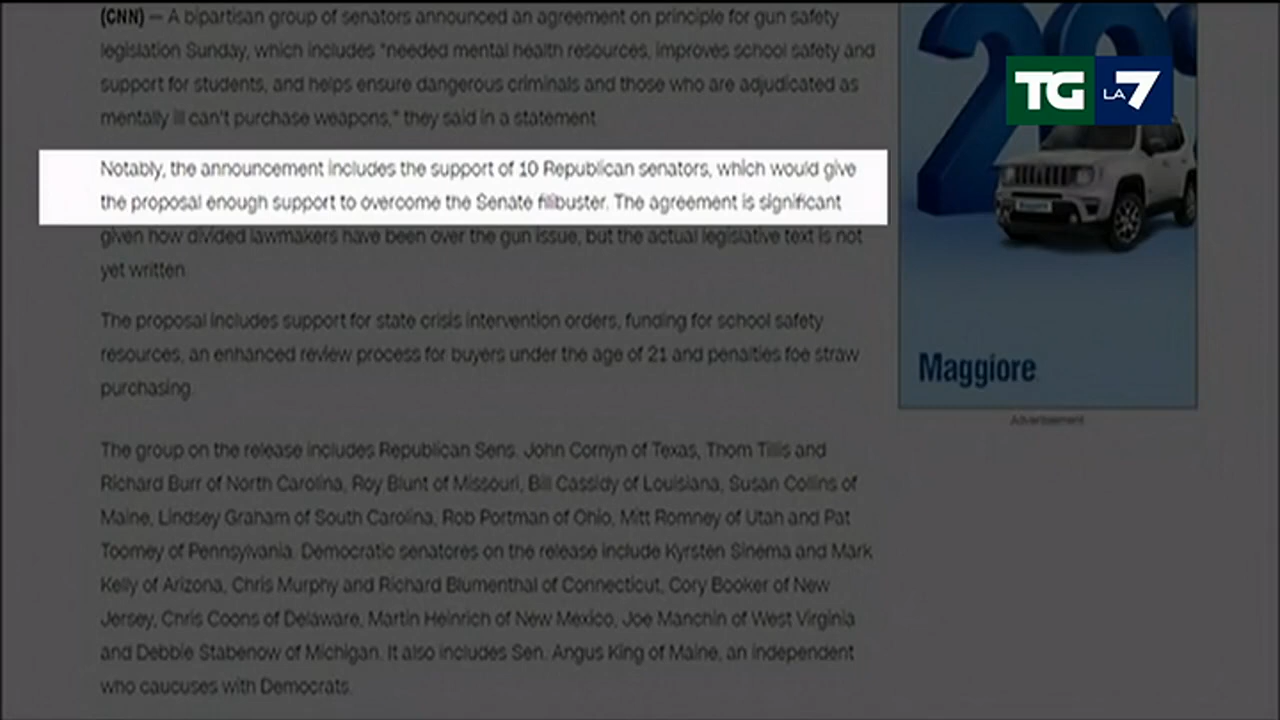 (CNN) — A bipartisan group of senators announced an agreement on principle for gun safety
legislation Sunday, which includes "needed mental health resources, improves school safety and
support for students, and helps ensure dangerous criminals and those who are adjudicated as
mentally ill can't purchase weapons," they said in a statement.
Notably, the announcement includes the support of 10 Republican senators, which would give
the proposal enough support to overcome the Senate filibuster. The agreement is significant
given how divided lawmakers have been over the gun issue, but the actual legislative text is not
yet written.
The proposal includes support for state crisis intervention orders, funding for school safety
resources, an enhanced review process for buyers under the age of 21 and penalties foe straw
purchasing.
The group on the release includes Republican Sens. John Cornyn of Texas, Thom Tillis and
Richard Burr of North Carolina, Roy Blunt of Missouri, Bill Cassidy of Louisiana, Susan Collins of
Maine, Lindsey Graham of South Carolina, Rob Portman of Ohio, Mitt Romney of Utah and Pat
Toomey of Pennsylvania. Democratic senatores on the release include Kyrsten Sinema and Mark
Kelly of Arizona, Chris Murphy and Richard Blumenthal of Connecticut, Cory Booker of New
Jersey, Chris Coons of Delaware, Martin Heinrich of New Mexico, Joe Manchin of West Virginia
and Debbie Stabenow of Michigan. It also includes Sen. Angus King of Maine, an independent
who caucuses with Democrats.
TG LA7
Maggiore
Advertisement